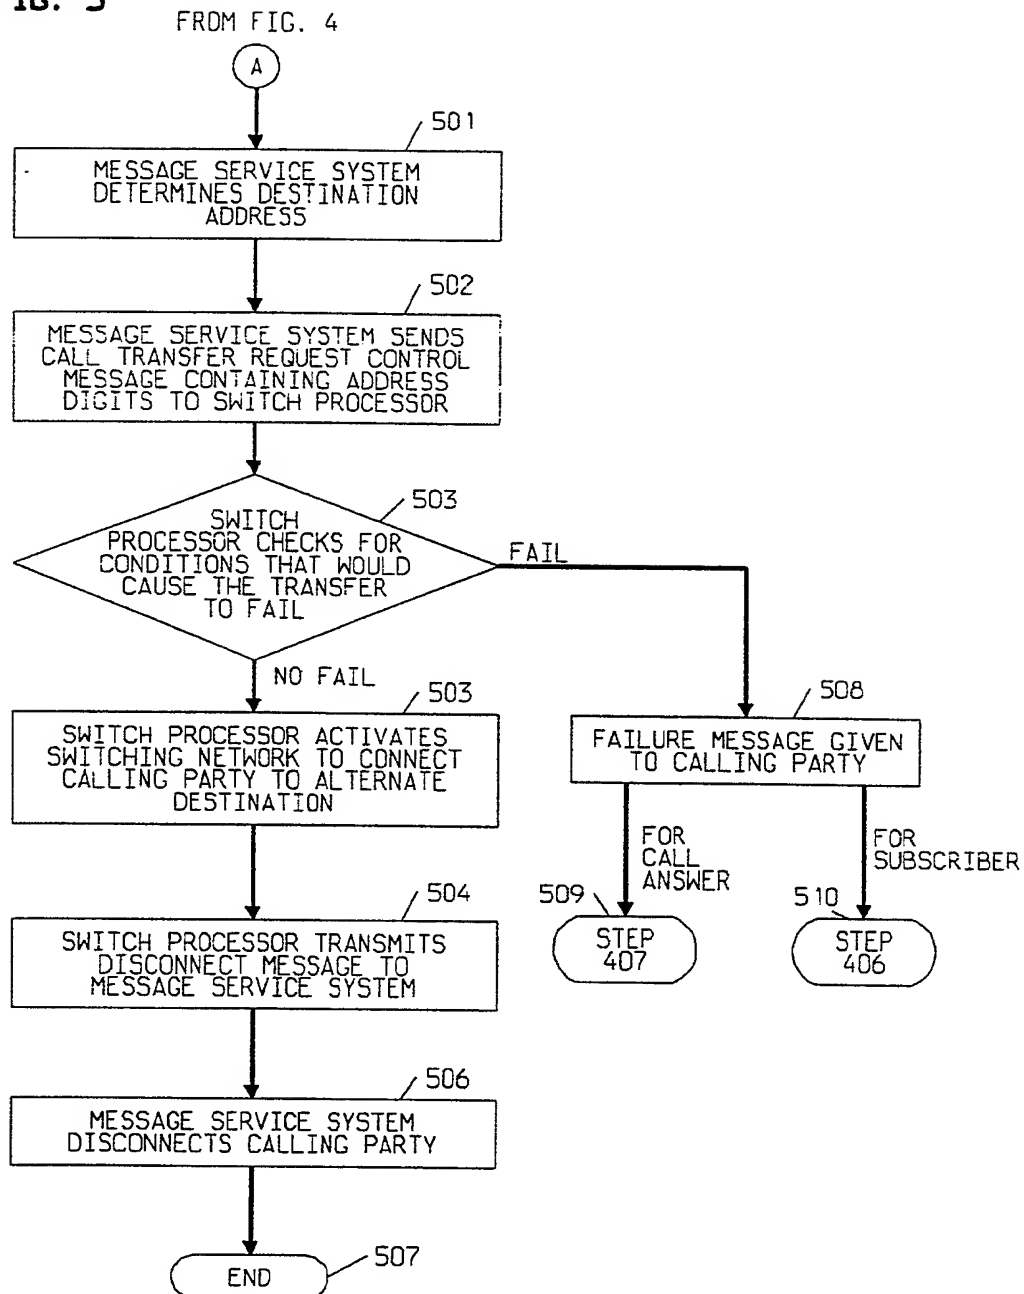 FROM FIG. 4
A
501
MESSAGE SERVICE SYSTEM
DETERMINES DESTINATION
ADDRESS
502
MESSAGE SERVICE SYSTEM SENDS
CALL TRANSFER REQUEST CONTROL
MESSAGE CONTAINING ADDRESS
DIGITS TO SWITCH PROCESSOR
503
SWITCH
PROCESSOR CHECKS FOR
CONDITIONS THAT WOULD
CAUSE THE TRANSFER
TO FAIL
FAIL
NO FAIL
503
SWITCH PROCESSOR ACTIVATES
SWITCHING NETWORK TO CONNECT
CALLING PARTY TO ALTERNATE
DESTINATION
508
FAILURE MESSAGE GIVEN
TO CALLING PARTY
FOR
CALL
ANSWER
FOR
SUBSCRIBER
504
SWITCH PROCESSOR TRANSMITS
DISCONNECT MESSAGE TO
MESSAGE SERVICE SYSTEM
509
STEP
407
510
STEP
406
506
MESSAGE SERVICE SYSTEM
DISCONNECTS CALLING PARTY
507
END